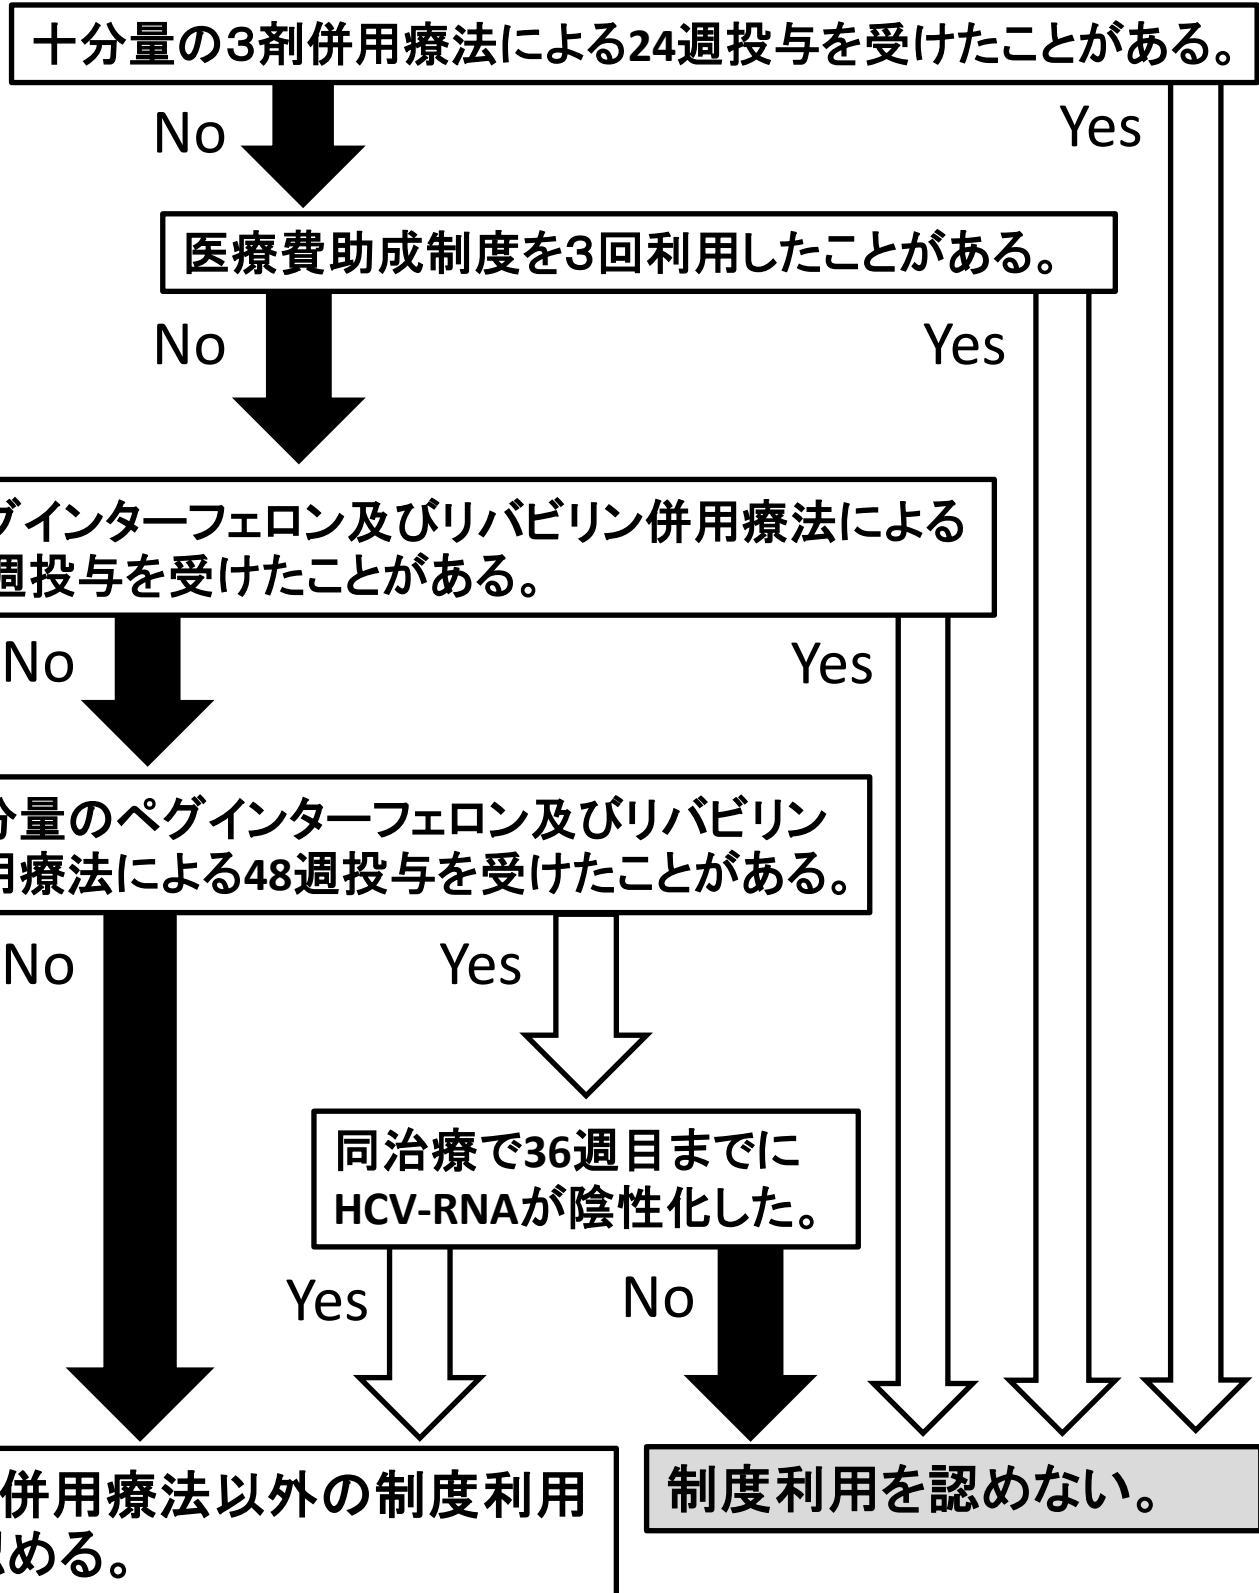 十分量の3剤併用療法による24週投与を受けたことがある。
No
Yes
医療費助成制度を3回利用したことがある。
No
Yes
グインターフェロン及びリバビリン併用療法による
週投与を受けたことがある。
No
Yes
分量のペグインターフェロン及びリバビリン
用療法による48週投与を受けたことがある。
No
Yes
同治療で36週目までに
HCV-RNAが陰性化した。
Yes
No
併用療法以外の制度利用
認める。
制度利用を認めない。